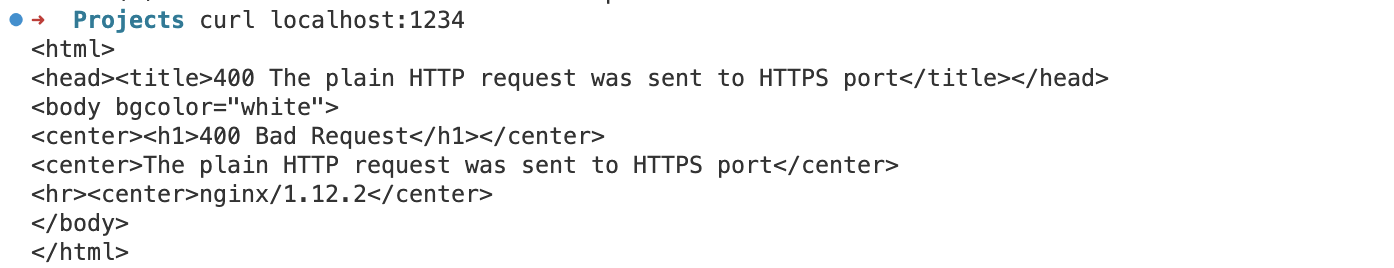 ➜  Projects curl localhost:1234
<html>
<head><title>400 The plain HTTP request was sent to HTTPS port</title></head>
<body bgcolor="white">
<center><h1>400 Bad Request</h1></center>
<center>The plain HTTP request was sent to HTTPS port</center>
<hr><center>nginx/1.12.2</center>
</body>
</html>